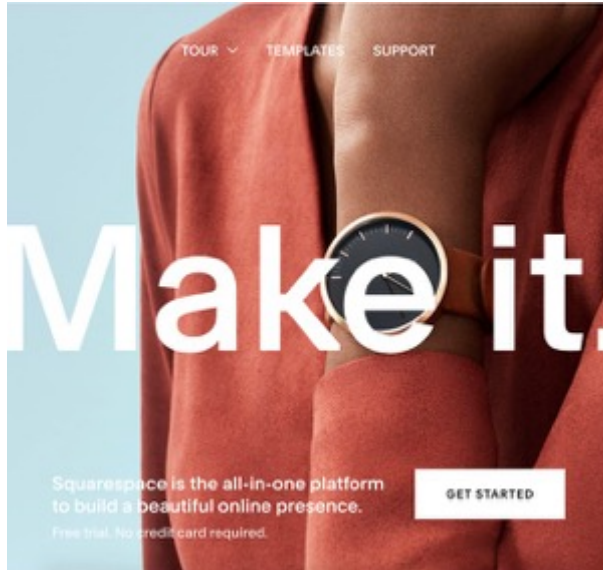 TOUR TEMPLATES SUPPORT
Make it.
Squarespace is the all-in-one platform
to build a beautiful online presence.
GET STARTED
Free trial. No credit card required.